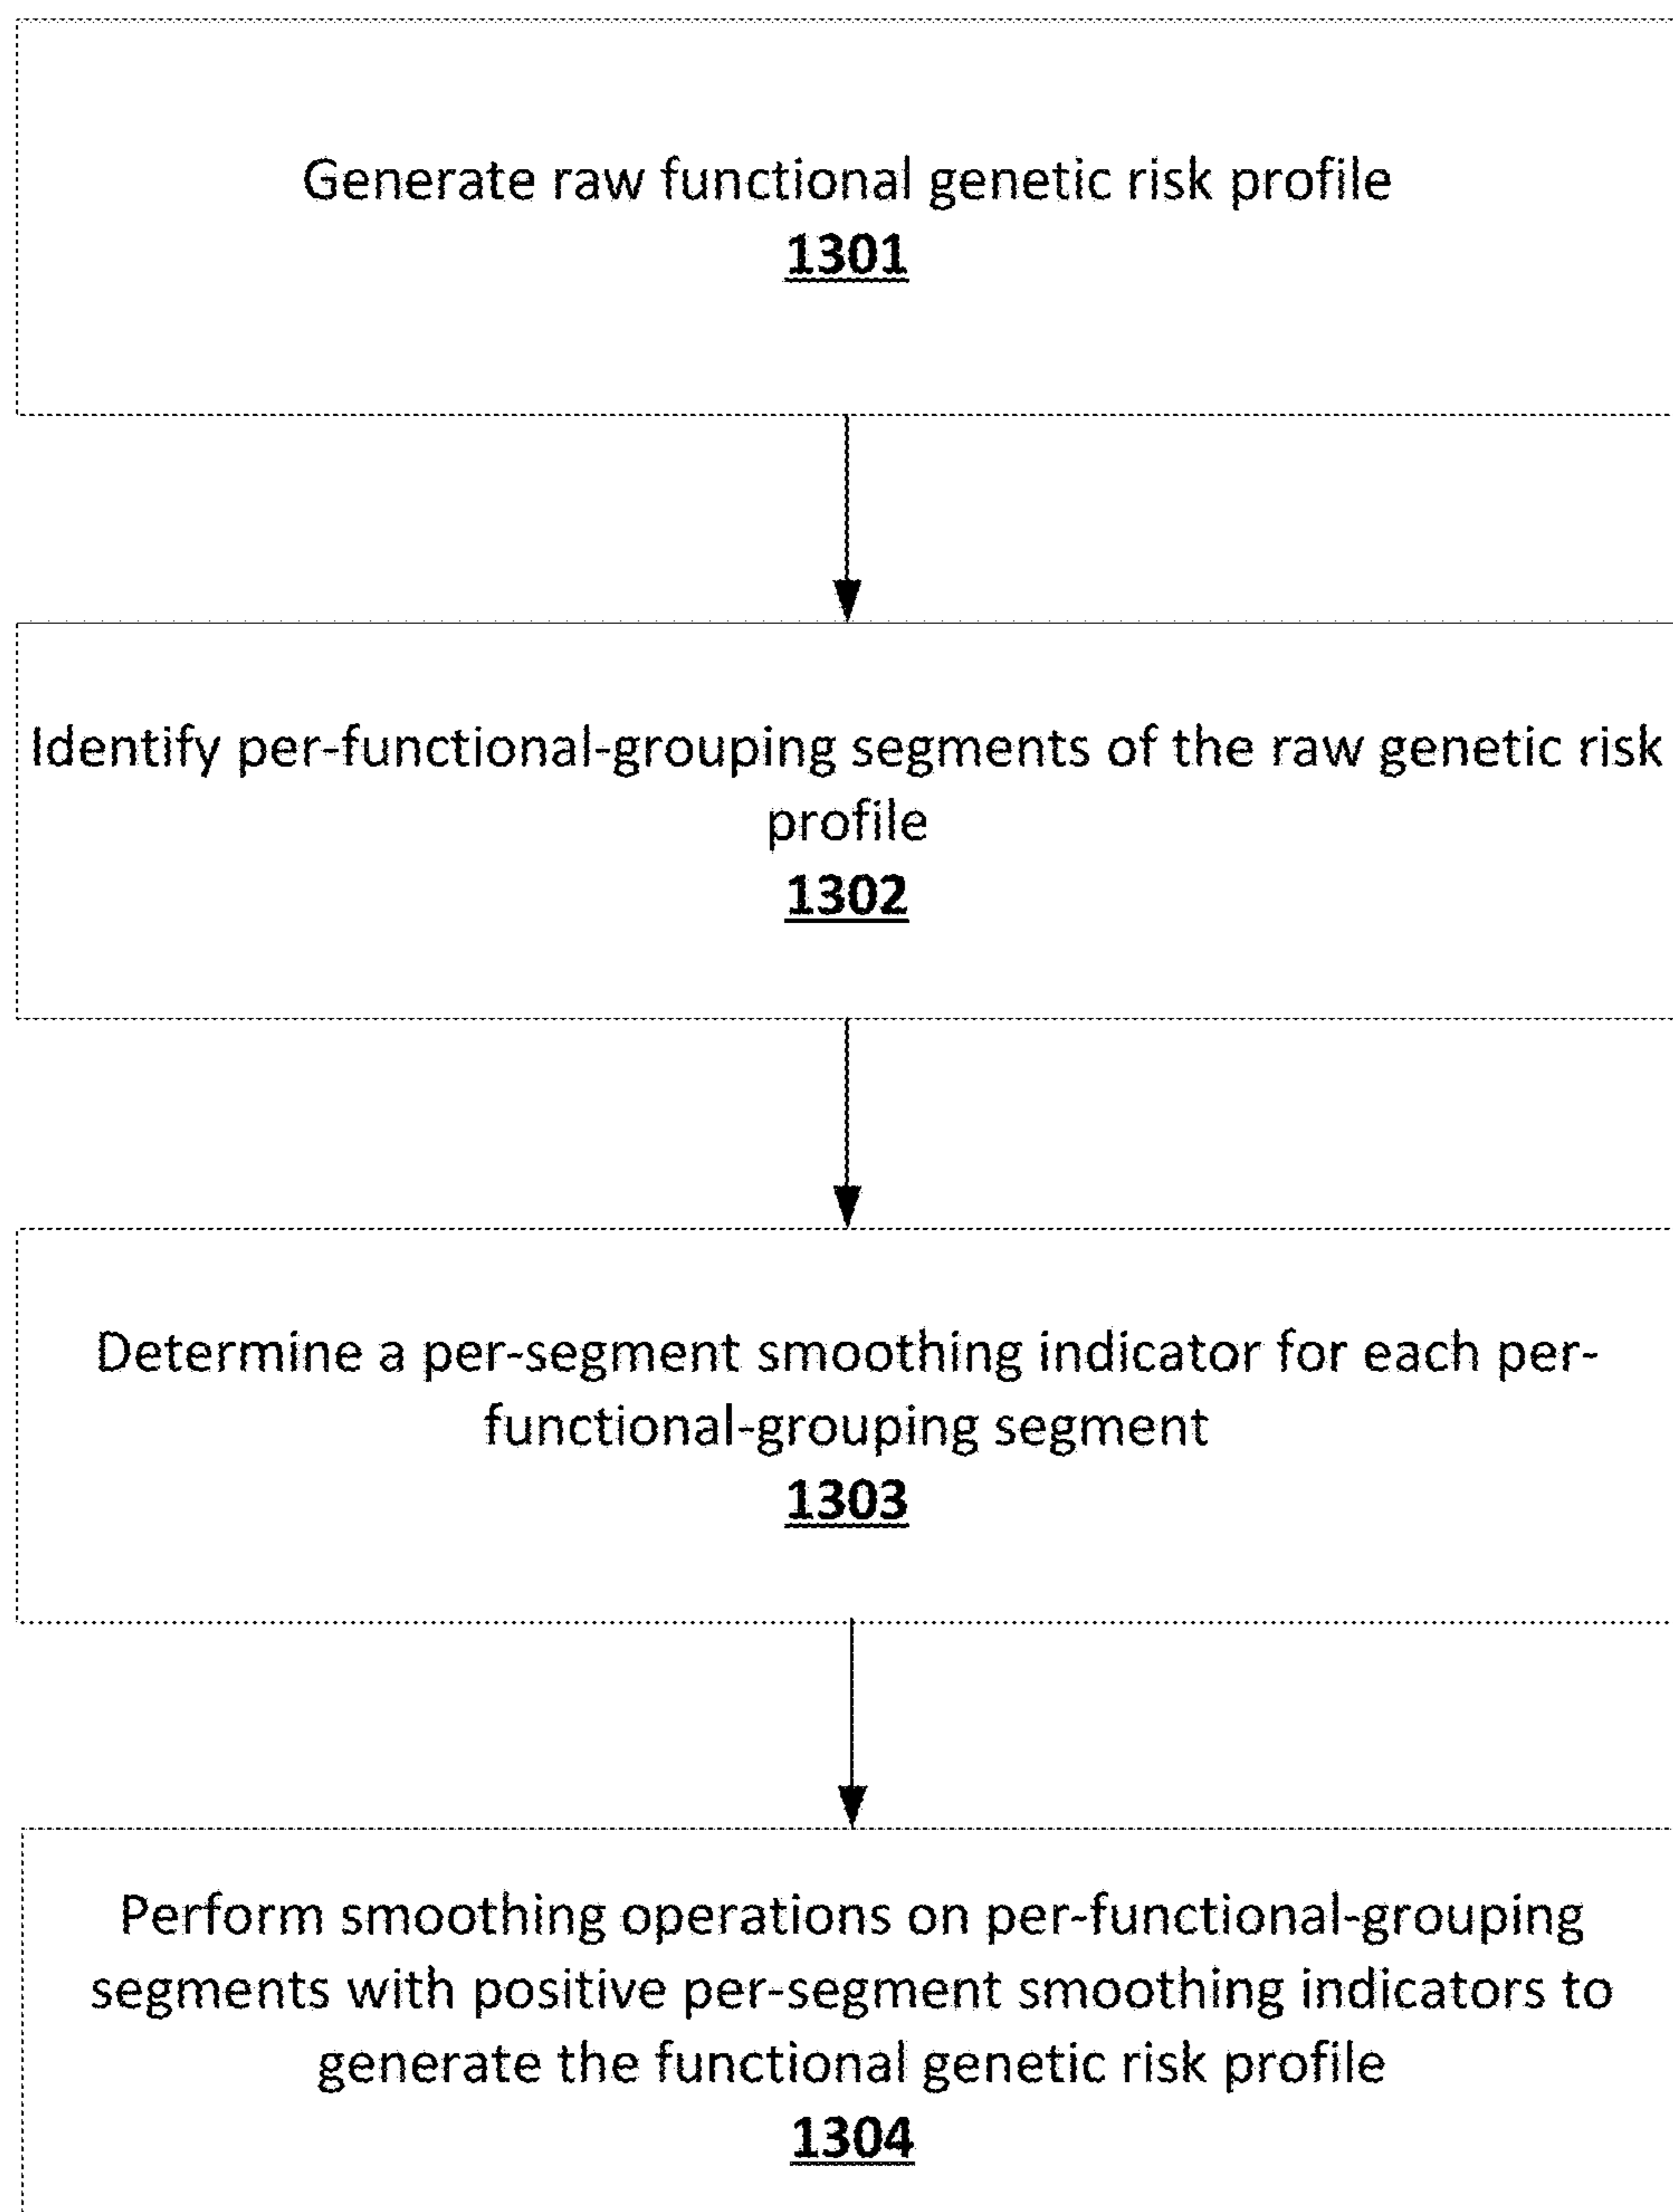 Generate raw functional genetic risk profile
1301
Identify per-functional-grouping segments of the raw genetic risk
profile
1302
Determine a per-segment smoothing indicator for each per-
functional-grouping segment
1303
Perform smoothing operations on per-functional-grouping
segments with positive per-segment smoothing indicators to
generate the functional genetic risk profile
1304